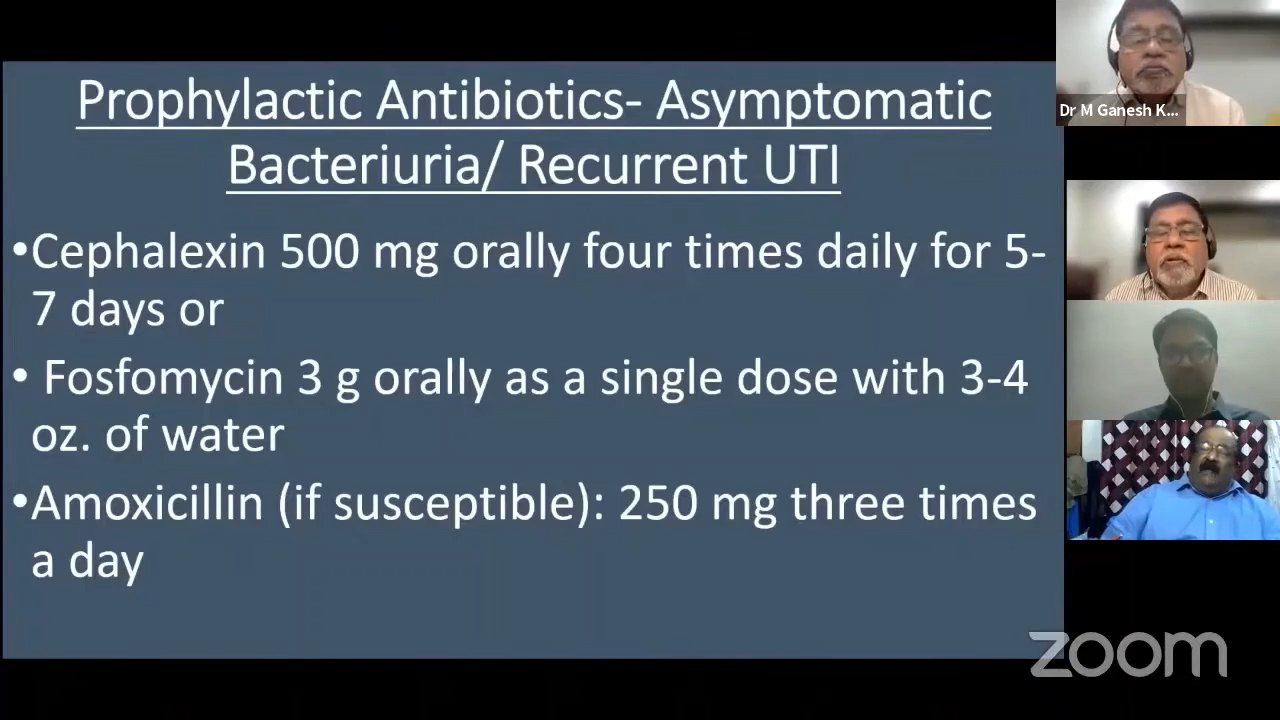 Prophylactic Antibiotics- Asymptomatic
Bacteriuria/ Recurrent UTI
•Cephalexin 500 mg orally four times daily for 5-
7 days or
• Fosfomycin 3 g orally as a single dose with 3-4
oz. of water
•Amoxicillin (if susceptible): 250 mg three times
a day
Dr M Ganesh K...
zoom